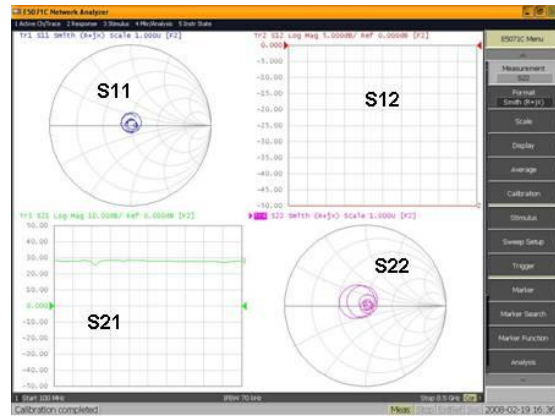 E5071C Network Analyzer
1 Active Ch/Trace 2 Response 3 Stimulus 4 Mkr/Analysis 5 Instr State
Tr1 S11 Smith (R+jX) Scale 1.000U [F2]
Tr2 S12 Log Mag 5.000dB/ Ref 0.000dB [F2]
S11
S12
0.000
-5.000
-10.00
-15.00
-20.00
-25.00
-30.00
-35.00
-40.00
-45.00
-50.00
Tr3 S21 Log Mag 10.00dB/ Ref 0.000dB [F2]
Tr4 S22 Smith (R+jX) Scale 1.000U [F2]
50.00
40.00
30.00
20.00
10.00
0.000
-10.00
-20.00
-30.00
-40.00
-50.00
S21
S22
1 Start 100 MHz
IFBW 70 kHz
Stop 8.5 GHz Cor
Calibration completed
Meas
2008-02-19 16:36
E5071C Menu
Measurement
S22
Format
Smith (R+jX)
Scale
Display
Average
Calibration
Stimulus
Sweep Setup
Trigger
Marker
Marker Search
Marker Function
Analysis